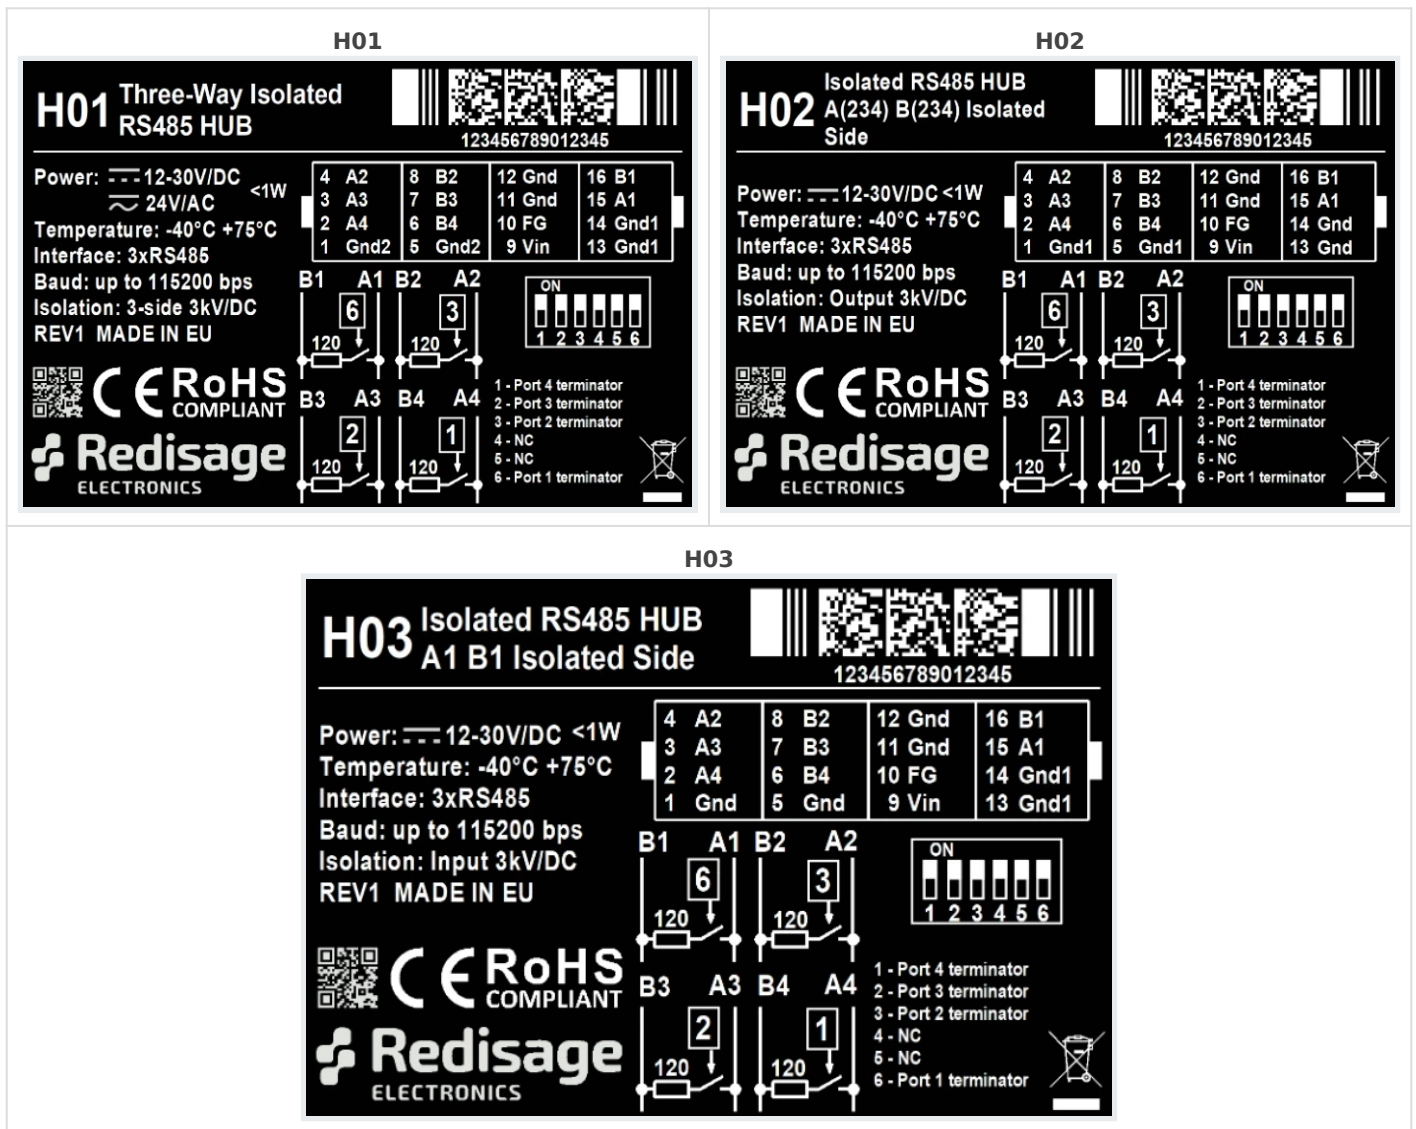 H01
H01 Three-Way Isolated
RS485 HUB
123456789012345
Power: 12-30V/DC
24V/AC <1W
Temperature: -40°C +75°C
Interface: 3xRS485
Baud: up to 115200 bps
Isolation: 3-side 3kV/DC
REV1 MADE IN EU
4 A2 8 B2 12 Gnd 16 B1
3 A3 7 B3 11 Gnd 15 A1
2 A4 6 B4 10 FG 14 Gnd1
1 Gnd2 5 Gnd2 9 Vin 13 Gnd1
B1 A1 B2 A2
6 3
120 120
B3 A3 B4 A4
2 1
120 120
ON
1 2 3 4 5 6
1 - Port 4 terminator
2 - Port 3 terminator
3 - Port 2 terminator
4 - NC
5 - NC
6 - Port 1 terminator
CE RoHS
COMPLIANT
Redisage
ELECTRONICS
H02
H02 Isolated RS485 HUB
A(234) B(234) Isolated
Side
123456789012345
Power: 12-30V/DC <1W
Temperature: -40°C +75°C
Interface: 3xRS485
Baud: up to 115200 bps
Isolation: Output 3kV/DC
REV1 MADE IN EU
4 A2 8 B2 12 Gnd 16 B1
3 A3 7 B3 11 Gnd 15 A1
2 A4 6 B4 10 FG 14 Gnd
1 Gnd1 5 Gnd1 9 Vin 13 Gnd
B1 A1 B2 A2
6 3
120 120
B3 A3 B4 A4
2 1
120 120
ON
1 2 3 4 5 6
1 - Port 4 terminator
2 - Port 3 terminator
3 - Port 2 terminator
4 - NC
5 - NC
6 - Port 1 terminator
CE RoHS
COMPLIANT
Redisage
ELECTRONICS
H03
H03 Isolated RS485 HUB
A1 B1 Isolated Side
123456789012345
Power: 12-30V/DC <1W
Temperature: -40°C +75°C
Interface: 3xRS485
Baud: up to 115200 bps
Isolation: Input 3kV/DC
REV1 MADE IN EU
4 A2 8 B2 12 Gnd 16 B1
3 A3 7 B3 11 Gnd 15 A1
2 A4 6 B4 10 FG 14 Gnd1
1 Gnd 5 Gnd 9 Vin 13 Gnd1
B1 A1 B2 A2
6 3
120 120
B3 A3 B4 A4
2 1
120 120
ON
1 2 3 4 5 6
1 - Port 4 terminator
2 - Port 3 terminator
3 - Port 2 terminator
4 - NC
5 - NC
6 - Port 1 terminator
CE RoHS
COMPLIANT
Redisage
ELECTRONICS